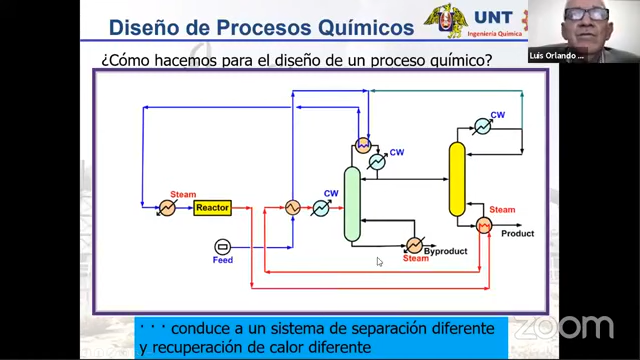 Diseño de Procesos Químicos
UNT
Ingeniería Química
¿Cómo hacemos para el diseño de un proceso químico?
Luis Orlando
CW
CW
Steam
CW
Reactor
Steam
Product
Feed
Byproduct
Steam
· · · conduce a un sistema de separación diferente
y recuperación de calor diferente
zoom